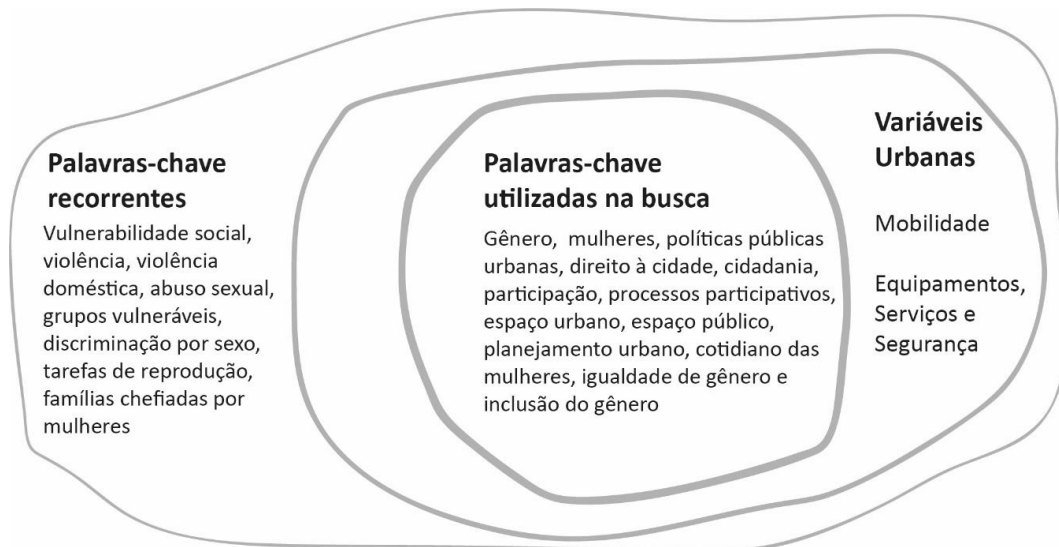 Palavras-chave
recorrentes
Vulnerabilidade social,
violência, violência
doméstica, abuso sexual,
grupos vulneráveis,
discriminação por sexo,
tarefas de reprodução,
famílias chefiadas por
mulheres
Palavras-chave
utilizadas na busca
Gênero, mulheres, políticas públicas
urbanas, direito à cidade, cidadania,
participação, processos participativos,
espaço urbano, espaço público,
planejamento urbano, cotidiano das
mulheres, igualdade de gênero e
inclusão do gênero
Variáveis
Urbanas
Mobilidade
Equipamentos,
Serviços e
Segurança